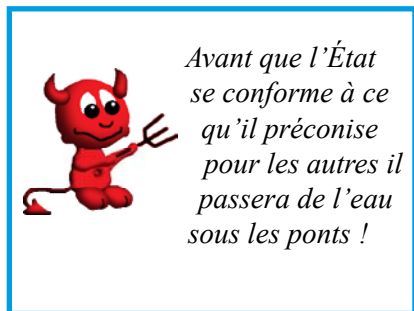 Avant que l’État
se conforme à ce
qu’il préconise
pour les autres il
passera de l’eau
sous les ponts !